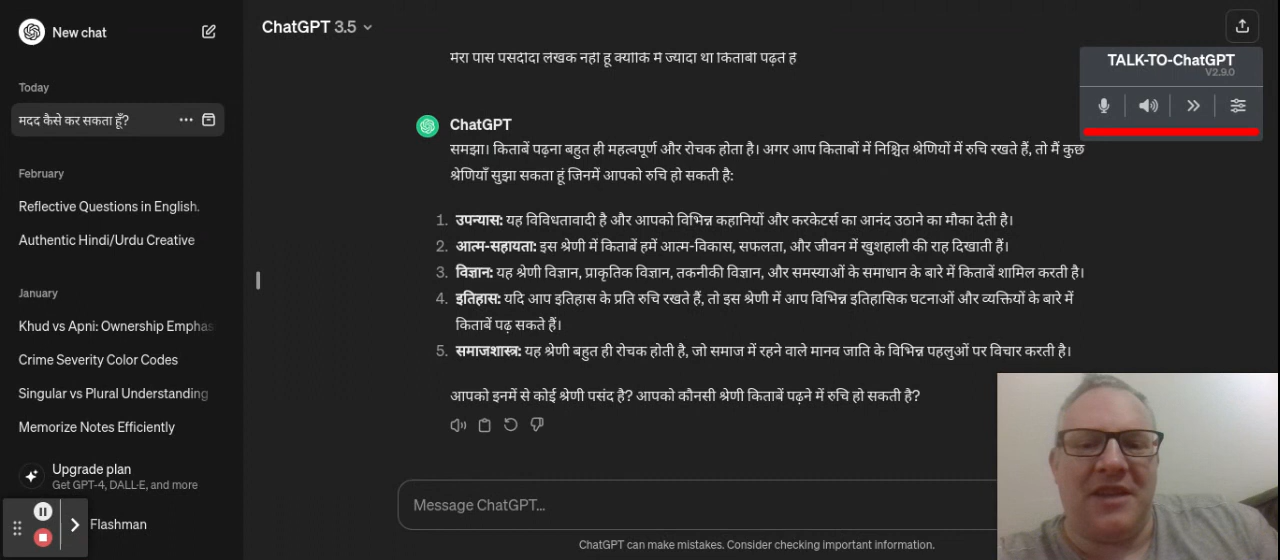 New chat
Today
मदद कैसे कर सकता हूँ?
February
Reflective Questions in English.
Authentic Hindi/Urdu Creative
January
Khud vs Apni: Ownership Emphas
Crime Severity Color Codes
Singular vs Plural Understanding
Memorize Notes Efficiently
Upgrade plan
Get GPT-4, DALL-E, and more
Flashman
ChatGPT 3.5
मेरा पास पसंदीदा लेखक नहीं हूं क्योंकि मैं ज्यादा था किताबीं पढ़ते हैं
ChatGPT
समझा। किताबें पढ़ना बहुत ही महत्वपूर्ण और रोचक होता है। अगर आप किताबों में निश्चित श्रेणियों में रुचि रखते हैं, तो मैं कुछ
श्रेणियाँ सुझा सकता हूं जिनमें आपको रुचि हो सकती है:
1. उपन्यास: यह विविधतावादी है और आपको विभिन्न कहानियों और करकेटर्स का आनंद उठाने का मौका देती है।
2. आत्म-सहायता: इस श्रेणी में किताबें हमें आत्म-विकास, सफलता, और जीवन में खुशहाली की राह दिखाती हैं।
3. विज्ञान: यह श्रेणी विज्ञान, प्राकृतिक विज्ञान, तकनीकी विज्ञान, और समस्याओं के समाधान के बारे में किताबें शामिल करती है।
4. इतिहास: यदि आप इतिहास के प्रति रुचि रखते हैं, तो इस श्रेणी में आप विभिन्न इतिहासिक घटनाओं और व्यक्तियों के बारे में
किताबें पढ़ सकते हैं।
5. समाजशास्त्र: यह श्रेणी बहुत ही रोचक होती है, जो समाज में रहने वाले मानव जाति के विभिन्न पहलुओं पर विचार करती है।
आपको इनमें से कोई श्रेणी पसंद है? आपको कौनसी श्रेणी किताबें पढ़ने में रुचि हो सकती है?
Message ChatGPT...
ChatGPT can make mistakes. Consider checking important information.
TALK-TO-ChatGPT
V2.9.0